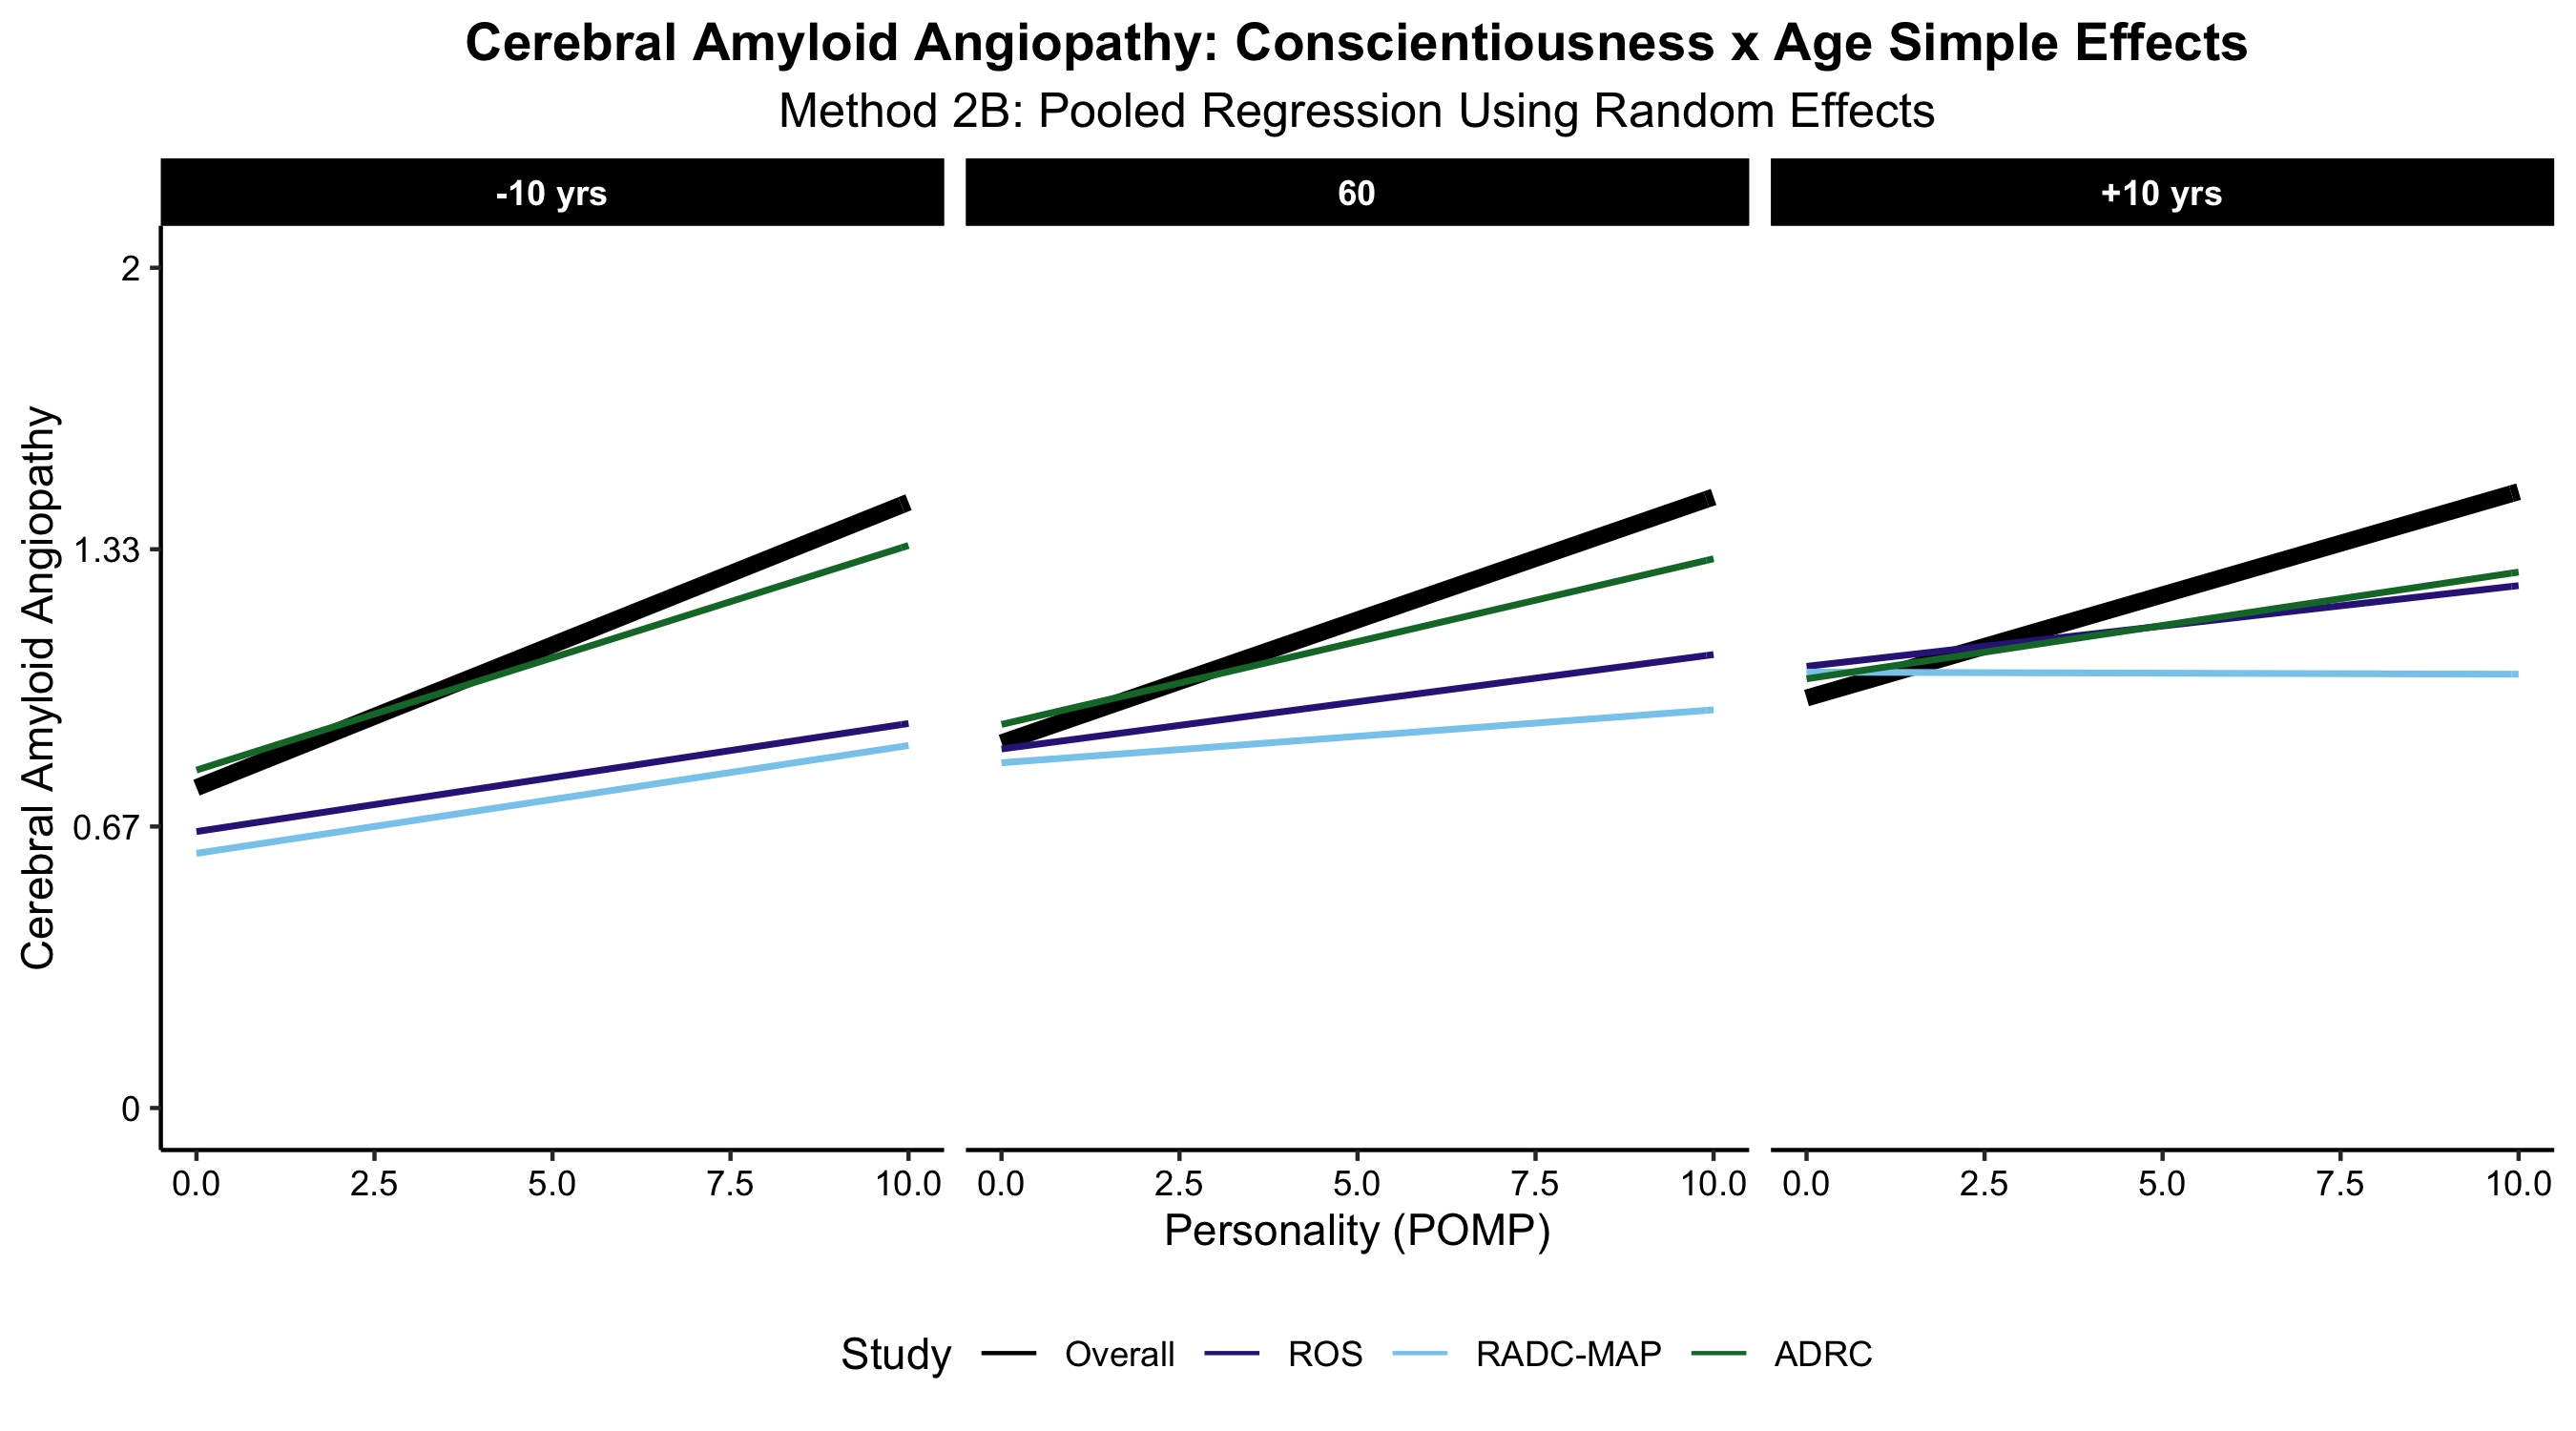 Cerebral Amyloid Angiopathy: Conscientiousness x Age Simple Effects
Method 2B: Pooled Regression Using Random Effects
-10 yrs 60 +10 yrs
Cerebral Amyloid Angiopathy
2
1.33
0.67
0
0.0 2.5 5.0 7.5 10.0 0.0 2.5 5.0 7.5 10.0 0.0 2.5 5.0 7.5 10.0
Personality (POMP)
Study Overall ROS RADC-MAP ADRC